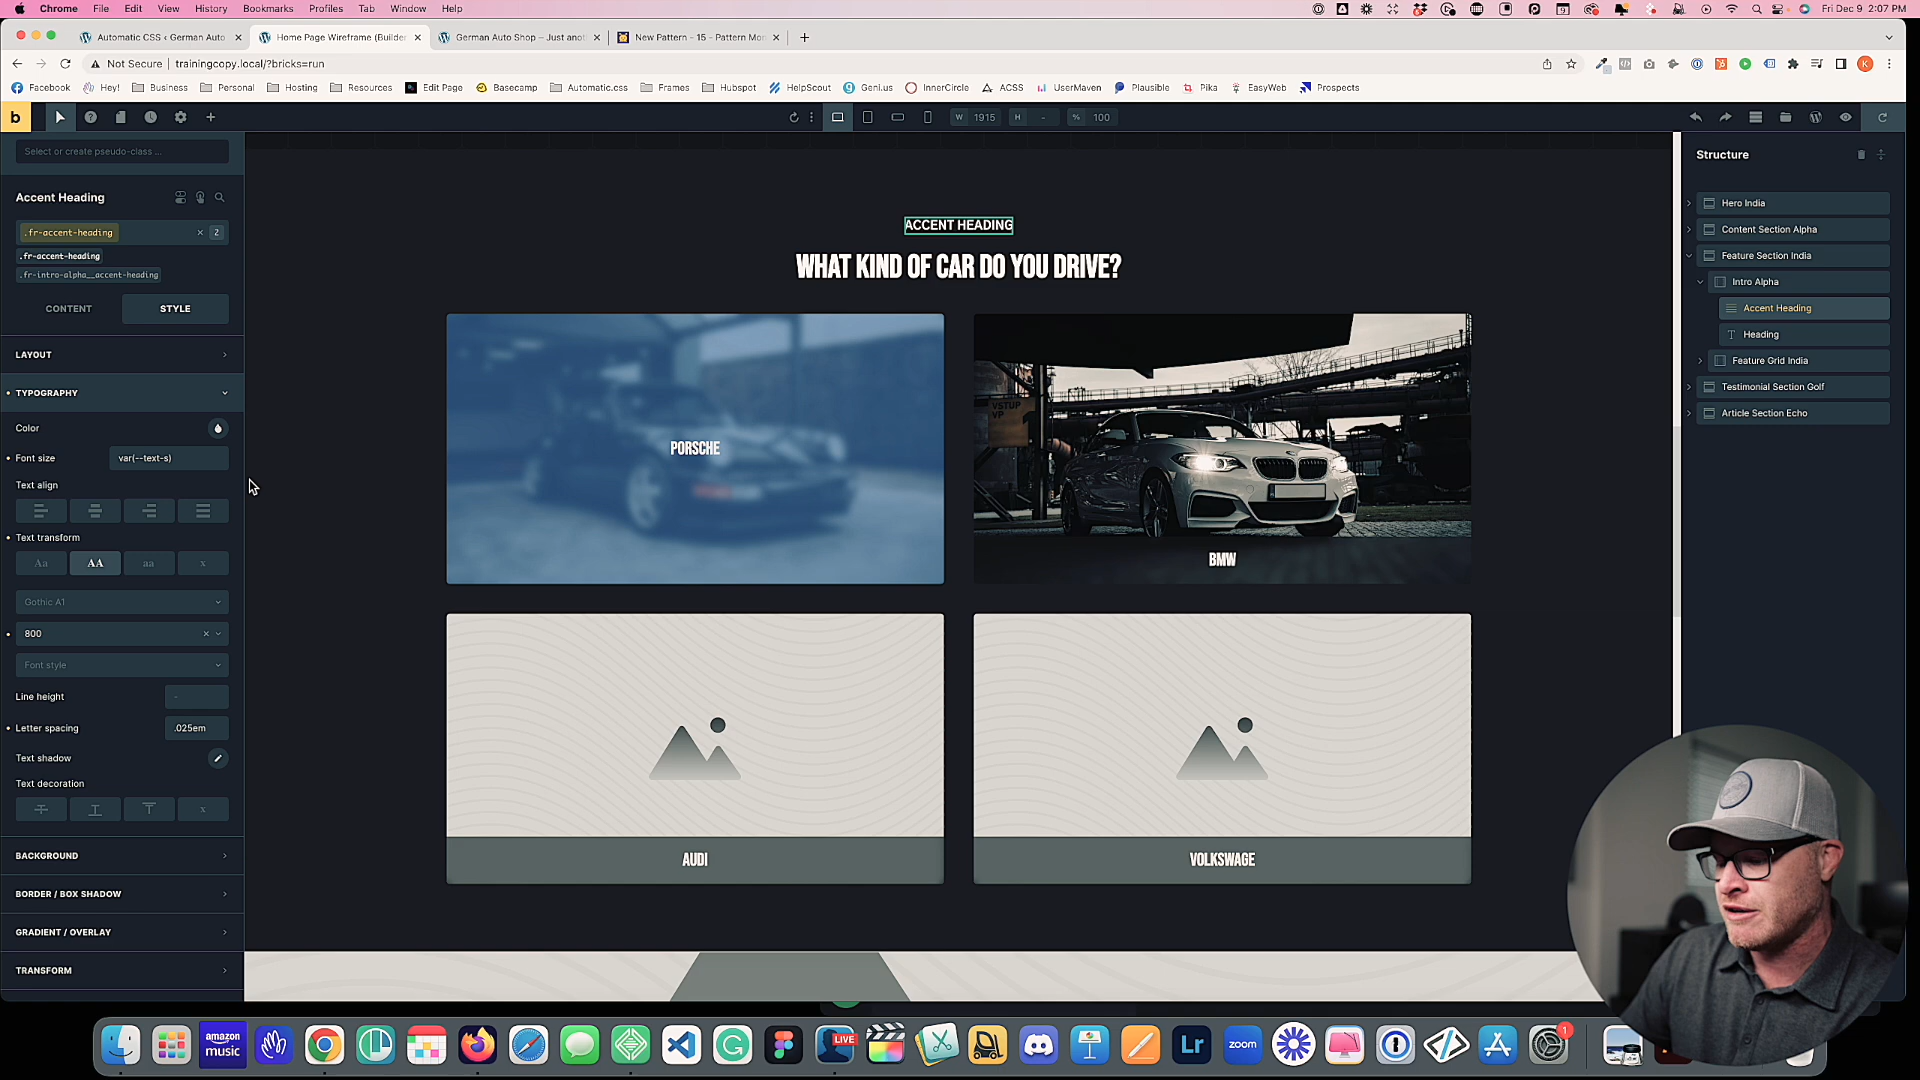 Chrome File Edit View History Bookmarks Profiles Tab Window Help
Fri Dec 9 2:07 PM
Automatic CSS ‹ German Auto
Home Page Wireframe (Builder
German Auto Shop – Just anot
New Pattern - 15 - Pattern Mon
Not Secure trainingcopy.local/?bricks=run
Facebook Hey! Business Personal Hosting Resources Edit Page Basecamp Automatic.css Frames Hubspot HelpScout Geni.us InnerCircle ACSS UserMaven Plausible Pika EasyWeb Prospects
b
W 1915 H - % 100
Select or create pseudo-class ...
Accent Heading
.fr-accent-heading × 2
.fr-accent-heading
.fr-intro-alpha__accent-heading
CONTENT STYLE
LAYOUT
TYPOGRAPHY
Color
Font size var(--text-s)
Text align
Text transform
Aa AA aa x
Gothic A1
800
Font style
Line height -
Letter spacing .025em
Text shadow
Text decoration
x
BACKGROUND
BORDER / BOX SHADOW
GRADIENT / OVERLAY
TRANSFORM
ACCENT HEADING
WHAT KIND OF CAR DO YOU DRIVE?
PORSCHE
VSTUP
VP
BMW
AUDI
VOLKSWAGE
Structure
Hero India
Content Section Alpha
Feature Section India
Intro Alpha
Accent Heading
Heading
Feature Grid India
Testimonial Section Golf
Article Section Echo
amazon
music
LIVE
Lr
zoom
1